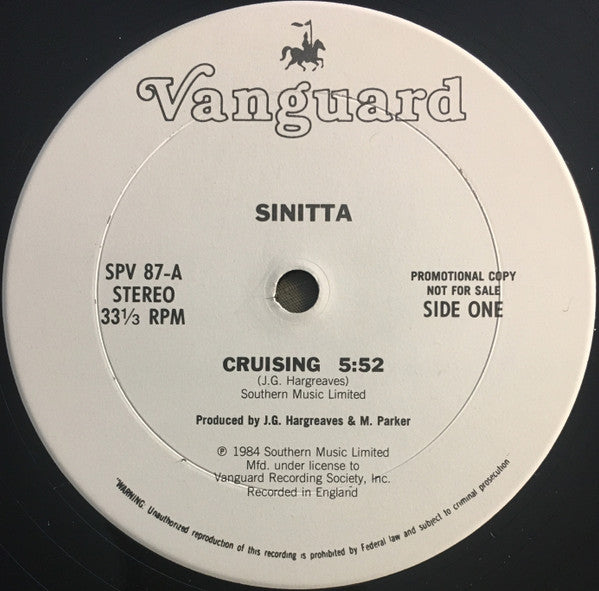 Vanguard
SINITTA
SPV 87-A
STEREO
33⅓ RPM
PROMOTIONAL COPY
NOT FOR SALE
SIDE ONE
CRUISING 5:52
(J.G. Hargreaves)
Southern Music Limited
Produced by J.G. Hargreaves & M. Parker
℗ 1984 Southern Music Limited
Mfd. under license to
Vanguard Recording Society, Inc.
Recorded in England
"WARNING. Unauthorized reproduction of this recording is prohibited by Federal law and subject to criminal prosecution"